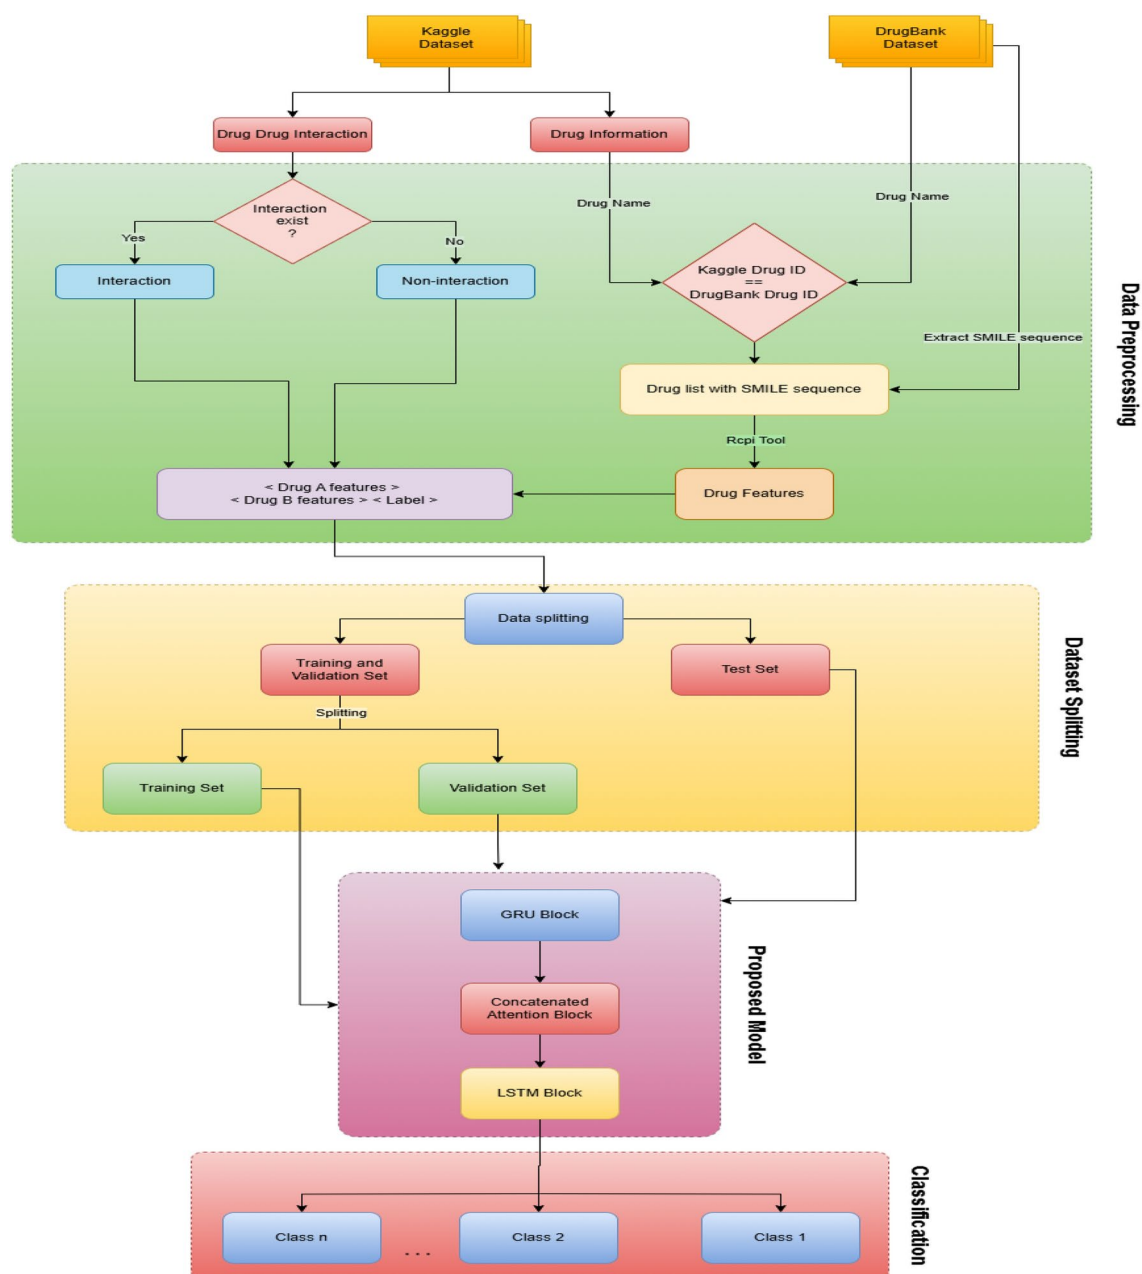 Kaggle
Dataset
DrugBank
Dataset
Drug Drug Interaction
Drug Information
Drug Name
Drug Name
Interaction
exist
?
Yes
No
Interaction
Non-interaction
Kaggle Drug ID
==
DrugBank Drug ID
Extract SMILE sequence
Drug list with SMILE sequence
Rcpi Tool
< Drug A features >
< Drug B features > < Label >
Drug Features
Data Preprocessing
Data splitting
Training and
Validation Set
Test Set
Splitting
Training Set
Validation Set
Dataset Splitting
GRU Block
Concatenated
Attention Block
LSTM Block
Proposed Model
Class n
. . .
Class 2
Class 1
Classification